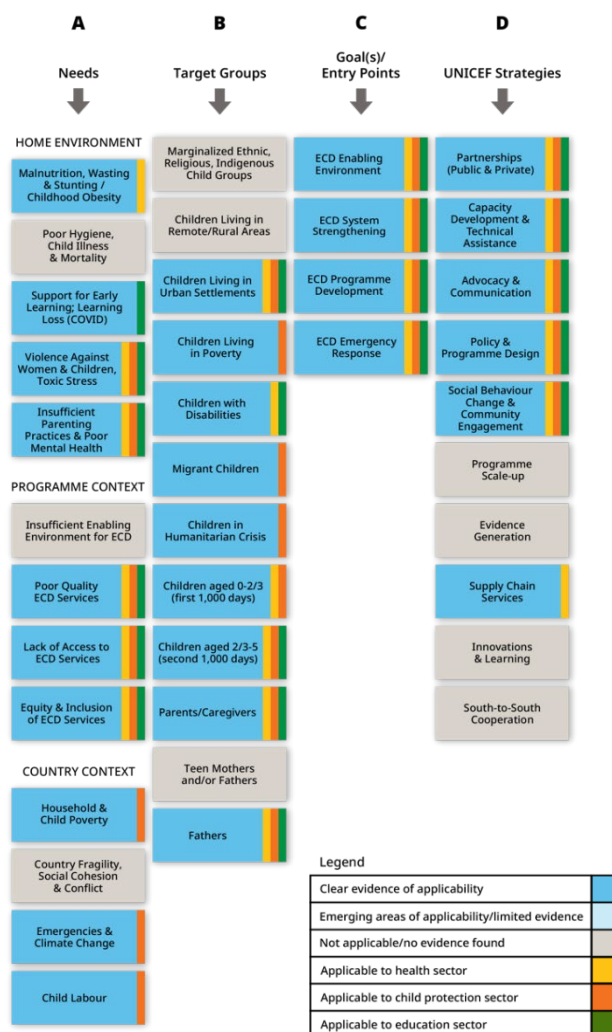 A
B
C
D
Needs
Target Groups
Goal(s)/
Entry Points
UNICEF Strategies
HOME ENVIRONMENT
Malnutrition, Wasting
& Stunting /
Childhood Obesity
Poor Hygiene,
Child Illness
& Mortality
Support for Early
Learning; Learning
Loss (COVID)
Violence Against
Women & Children,
Toxic Stress
Insufficient
Parenting
Practices & Poor
Mental Health
PROGRAMME CONTEXT
Insufficient Enabling
Environment for ECD
Poor Quality
ECD Services
Lack of Access to
ECD Services
Equity & Inclusion
of ECD Services
COUNTRY CONTEXT
Household &
Child Poverty
Country Fragility,
Social Cohesion
& Conflict
Emergencies &
Climate Change
Child Labour
Marginalized Ethnic,
Religious, Indigenous
Child Groups
Children Living in
Remote/Rural Areas
Children Living in
Urban Settlements
Children Living
in Poverty
Children with
Disabilities
Migrant Children
Children in
Humanitarian Crisis
Children aged 0-2/3
(first 1,000 days)
Children aged 2/3-5
(second 1,000 days)
Parents/Caregivers
Teen Mothers
and/or Fathers
Fathers
ECD Enabling
Environment
ECD System
Strengthening
ECD Programme
Development
ECD Emergency
Response
Partnerships
(Public & Private)
Capacity
Development &
Technical
Assistance
Advocacy &
Communication
Policy &
Programme Design
Social Behaviour
Change &
Community
Engagement
Programme
Scale-up
Evidence
Generation
Supply Chain
Services
Innovations
& Learning
South-to-South
Cooperation
Legend
Clear evidence of applicability
Emerging areas of applicability/limited evidence
Not applicable/no evidence found
Applicable to health sector
Applicable to child protection sector
Applicable to education sector